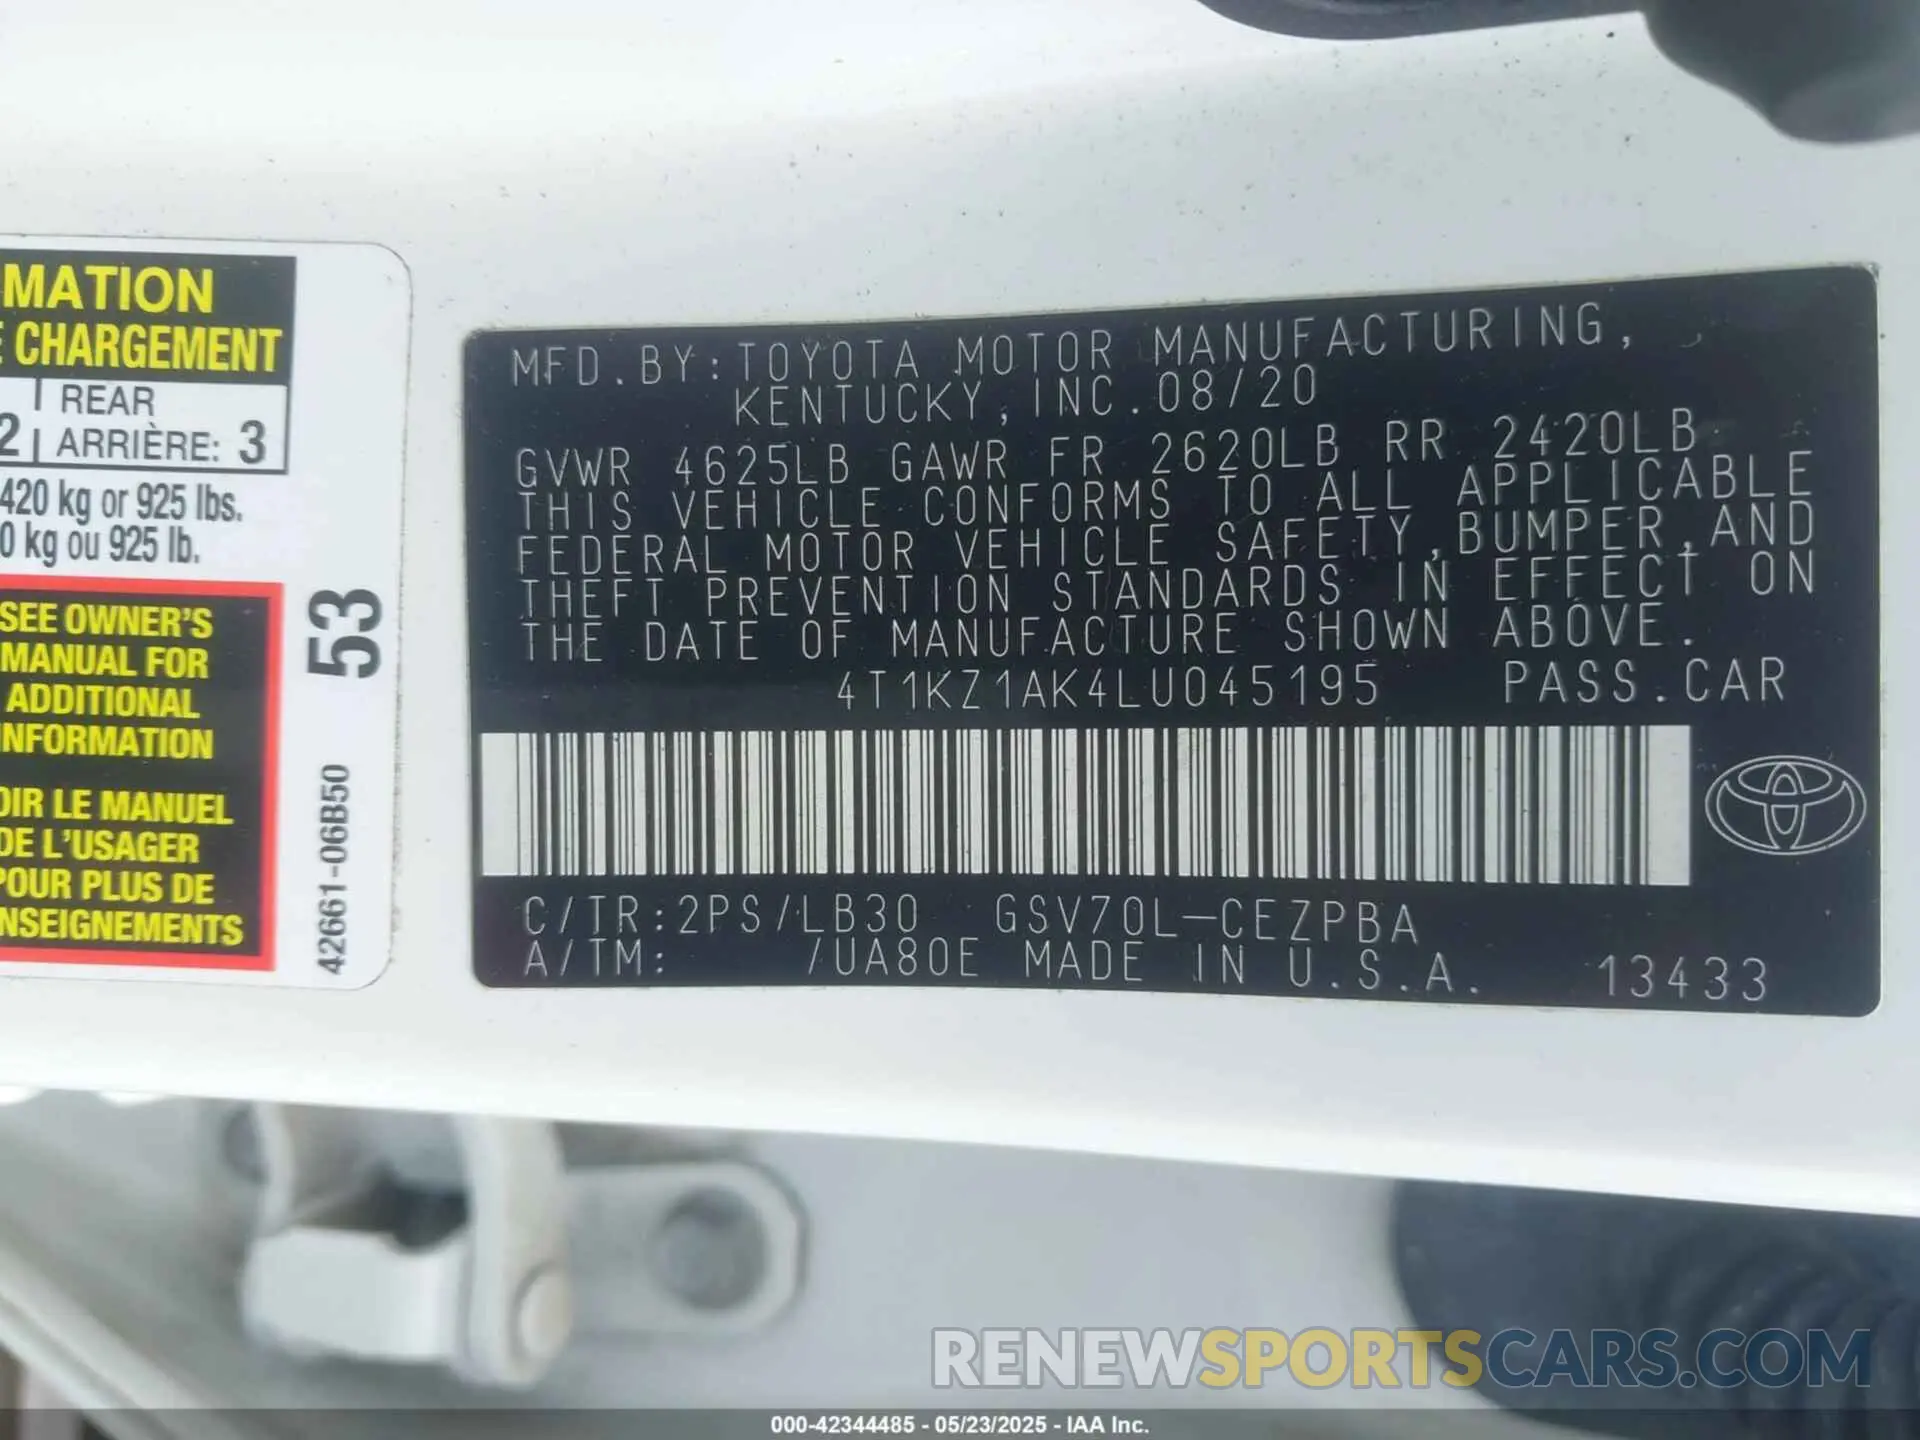 MATION
E CHARGEMENT
REAR
2 ARRIÈRE: 3
420 kg or 925 lbs.
0 kg ou 925 lb.
SEE OWNER'S
MANUAL FOR
ADDITIONAL
INFORMATION
OIR LE MANUEL
DE L'USAGER
POUR PLUS DE
NSEIGNEMENTS
53
42661-06B50
MFD.BY:TOYOTA MOTOR MANUFACTURING,
KENTUCKY,INC.08/20
GVWR 4625LB GAWR FR 2620LB RR 2420LB
THIS VEHICLE CONFORMS TO ALL APPLICABLE
FEDERAL MOTOR VEHICLE SAFETY,BUMPER,AND
THEFT PREVENTION STANDARDS IN EFFECT ON
THE DATE OF MANUFACTURE SHOWN ABOVE.
4T1KZ1AK4LU045195 PASS.CAR
C/TR:2PS/LB30 GSV70L-CEZPBA
A/TM: /UA80E MADE IN U.S.A. 13433
RENEWSPORTSCARS.COM
000-42344485 - 05/23/2025 - IAA Inc.